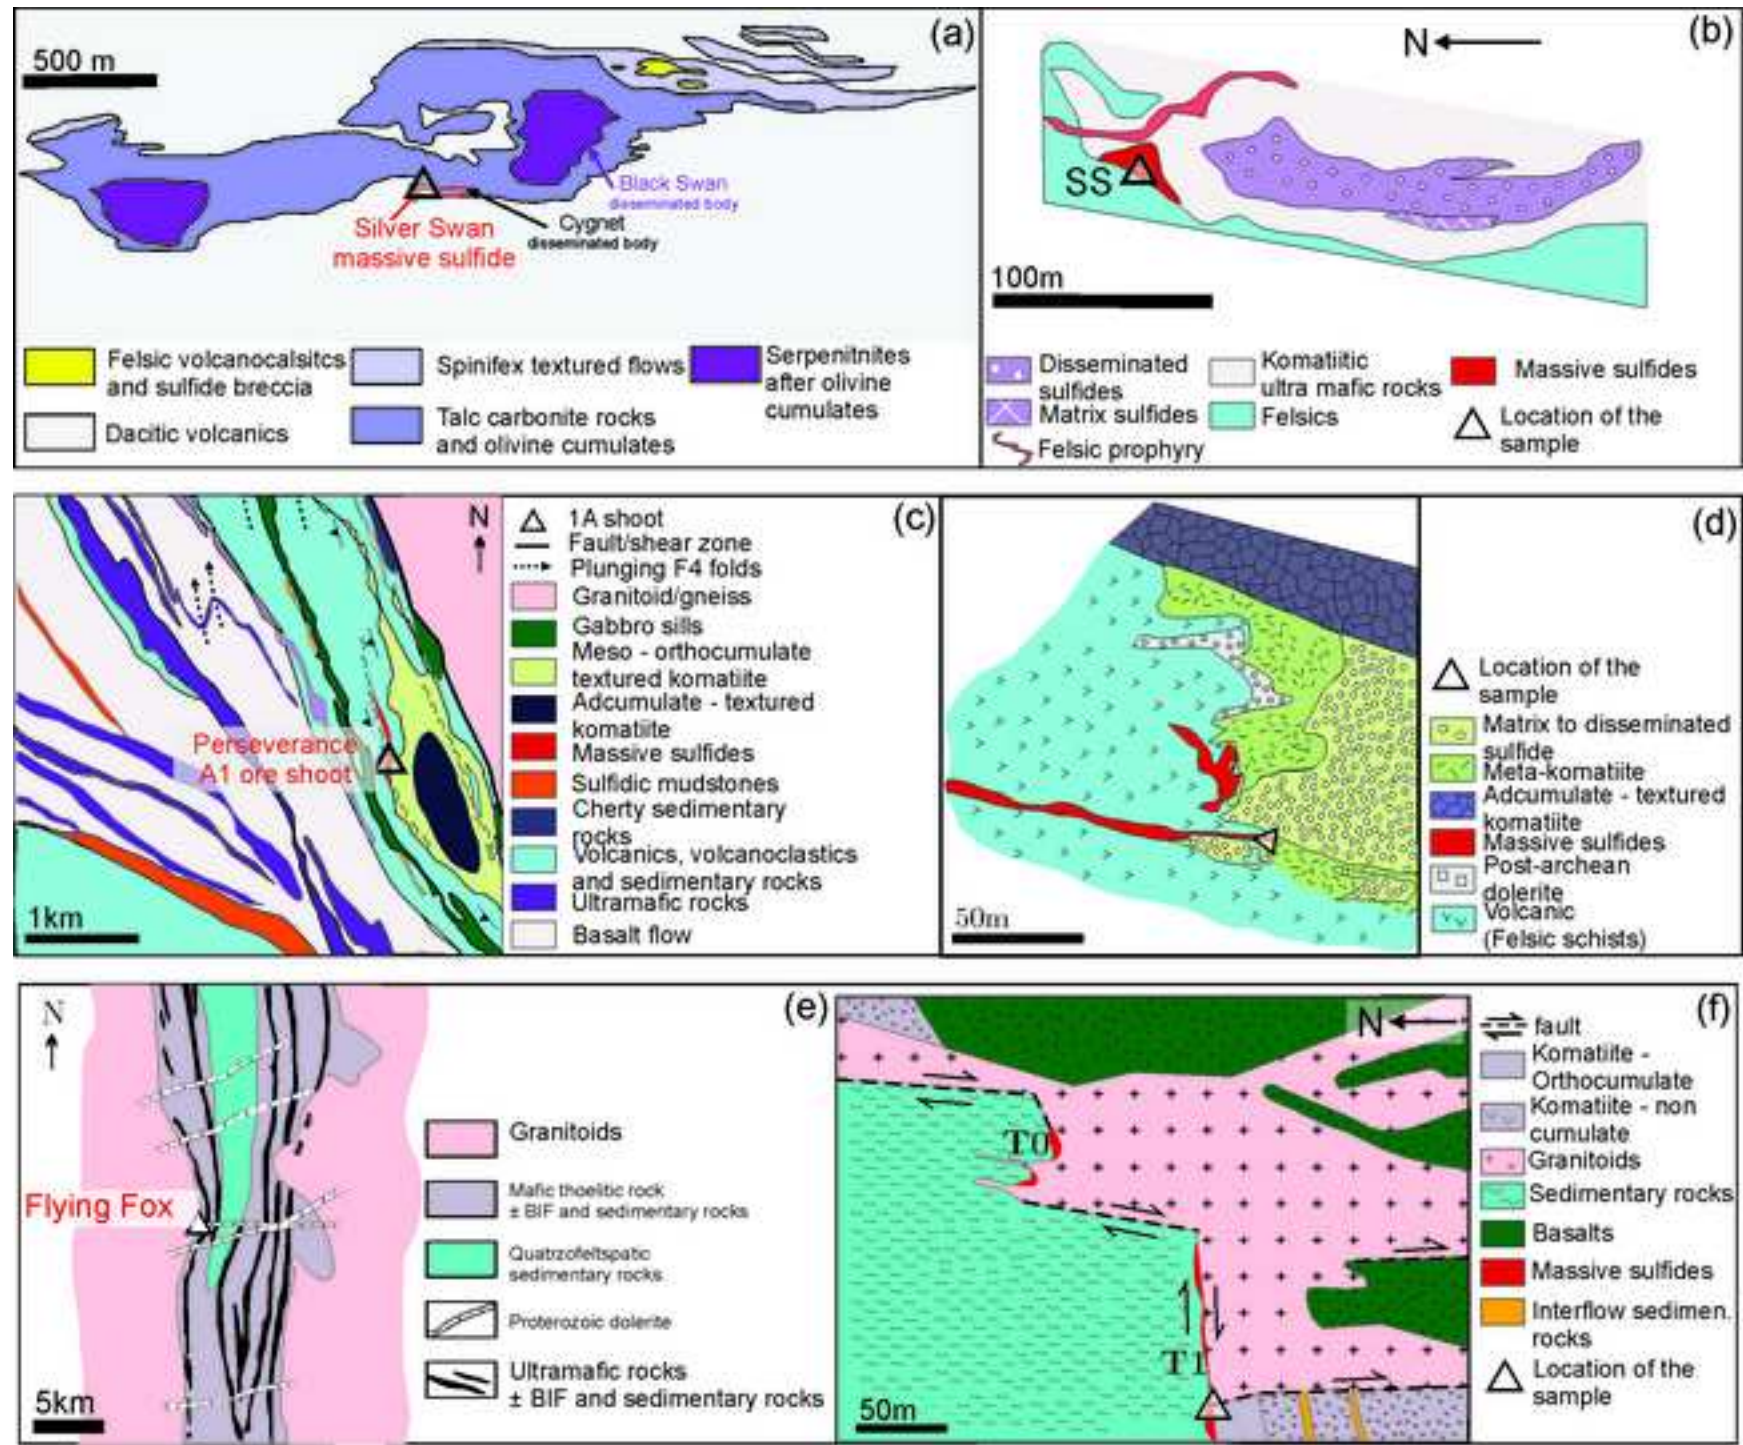 (a)
500 m
Black Swan
disseminated body
Silver Swan
massive sulfide
Cygnet
disseminated body
Felsic volcanocalsitcs
and sulfide breccia
Spinifex textured flows
Serpenitnites
after olivine
cumulates
Dacitic volcanics
Talc carbonite rocks
and olivine cumulates
(b)
N
SS
100m
Disseminated
sulfides
Matrix sulfides
Felsic prophyry
Komatiitic
ultra mafic rocks
Felsics
Massive sulfides
Location of the
sample
(c)
N
Perseverance
A1 ore shoot
1km
1A shoot
Fault/shear zone
Plunging F4 folds
Granitoid/gneiss
Gabbro sills
Meso - orthocumulate
textured komatiite
Adcumulate - textured
komatiite
Massive sulfides
Sulfidic mudstones
Cherty sedimentary
rocks
Volcanics, volcanoclastics
and sedimentary rocks
Ultramafic rocks
Basalt flow
(d)
50m
Location of the
sample
Matrix to disseminated
sulfide
Meta-komatiite
Adcumulate - textured
komatiite
Massive sulfides
Post-archean
dolerite
Volcanic
(Felsic schists)
(e)
N
Flying Fox
5km
Granitoids
Mafic thoelitic rock
± BIF and sedimentary rocks
Quatrzofeltspatic
sedimentary rocks
Proterozoic dolerite
Ultramafic rocks
± BIF and sedimentary rocks
(f)
N
T0
T1
50m
fault
Komatiite -
Orthocumulate
Komatiite - non
cumulate
Granitoids
Sedimentary rocks
Basalts
Massive sulfides
Interflow sedimen.
rocks
Location of the
sample